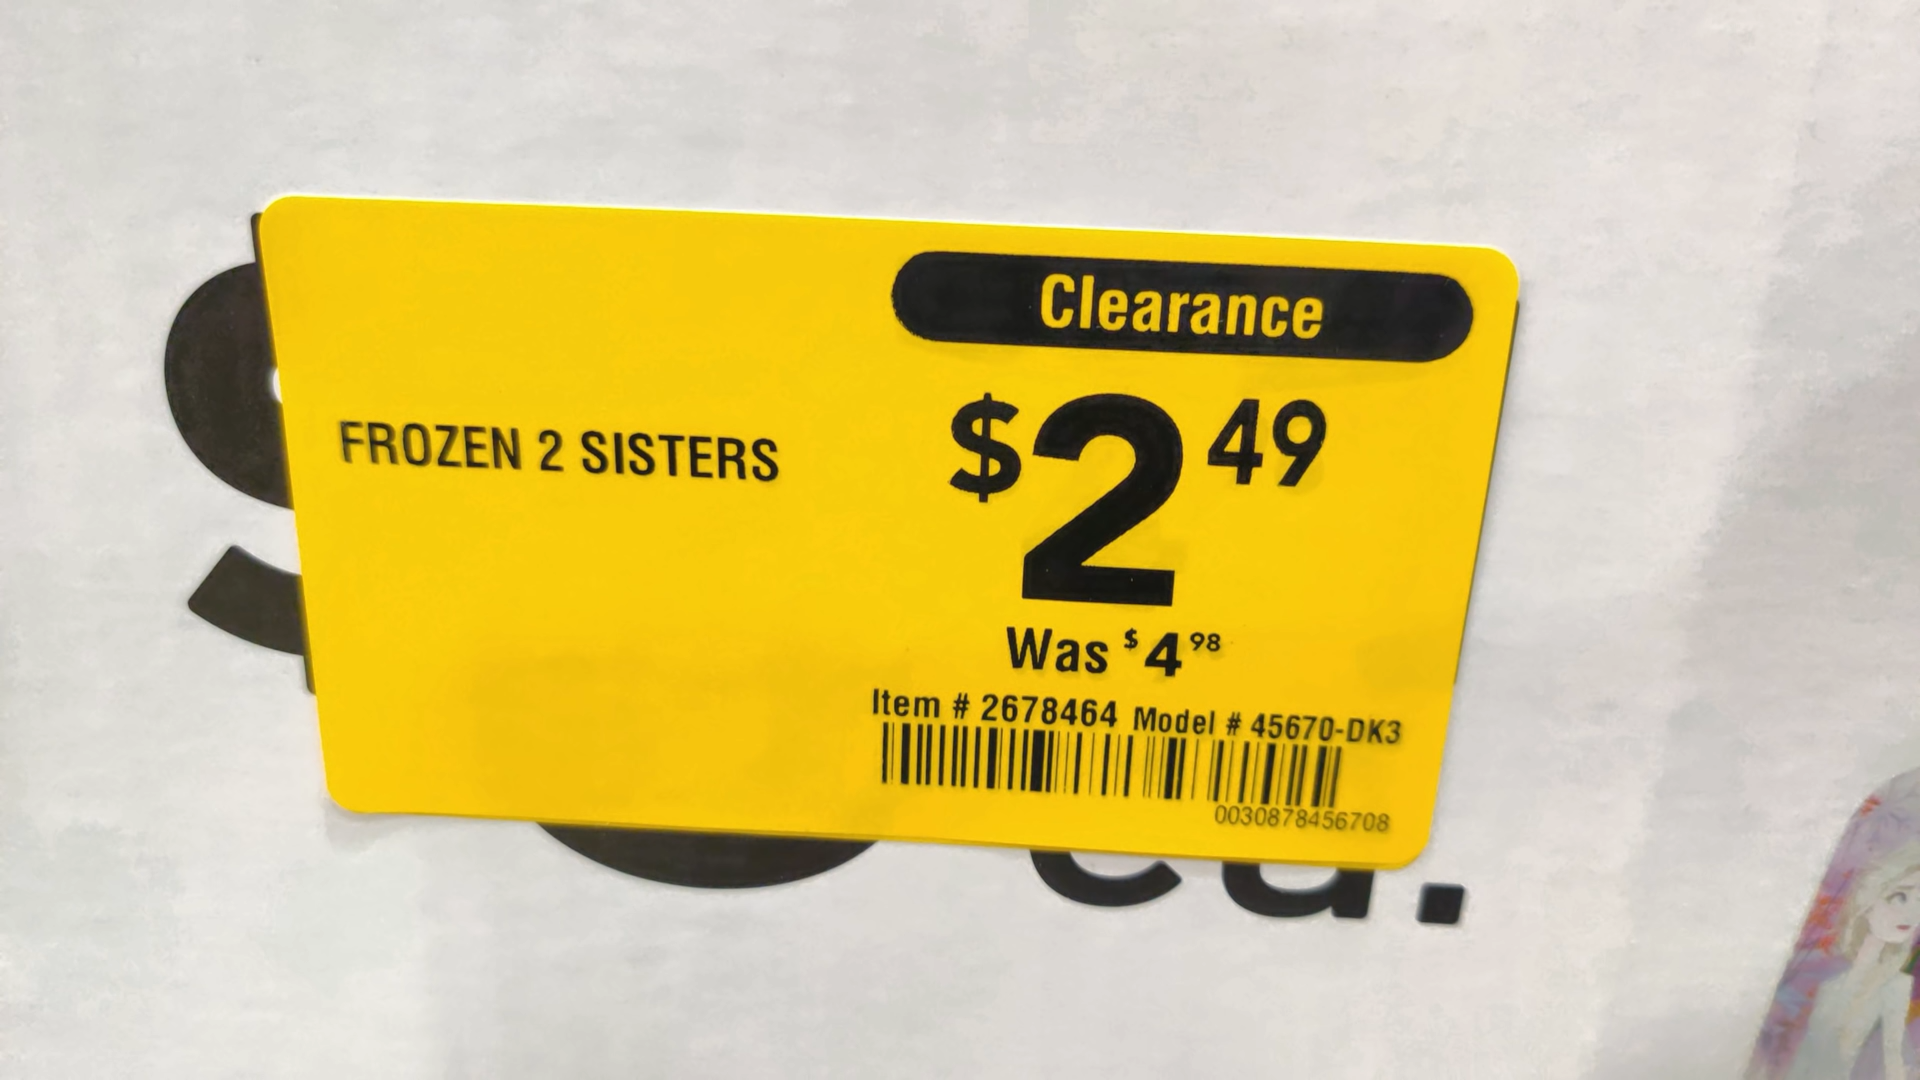 Clearance
FROZEN 2 SISTERS
$2 49
Was $4 98
Item # 2678464 Model # 45670-DK3
0030878456708